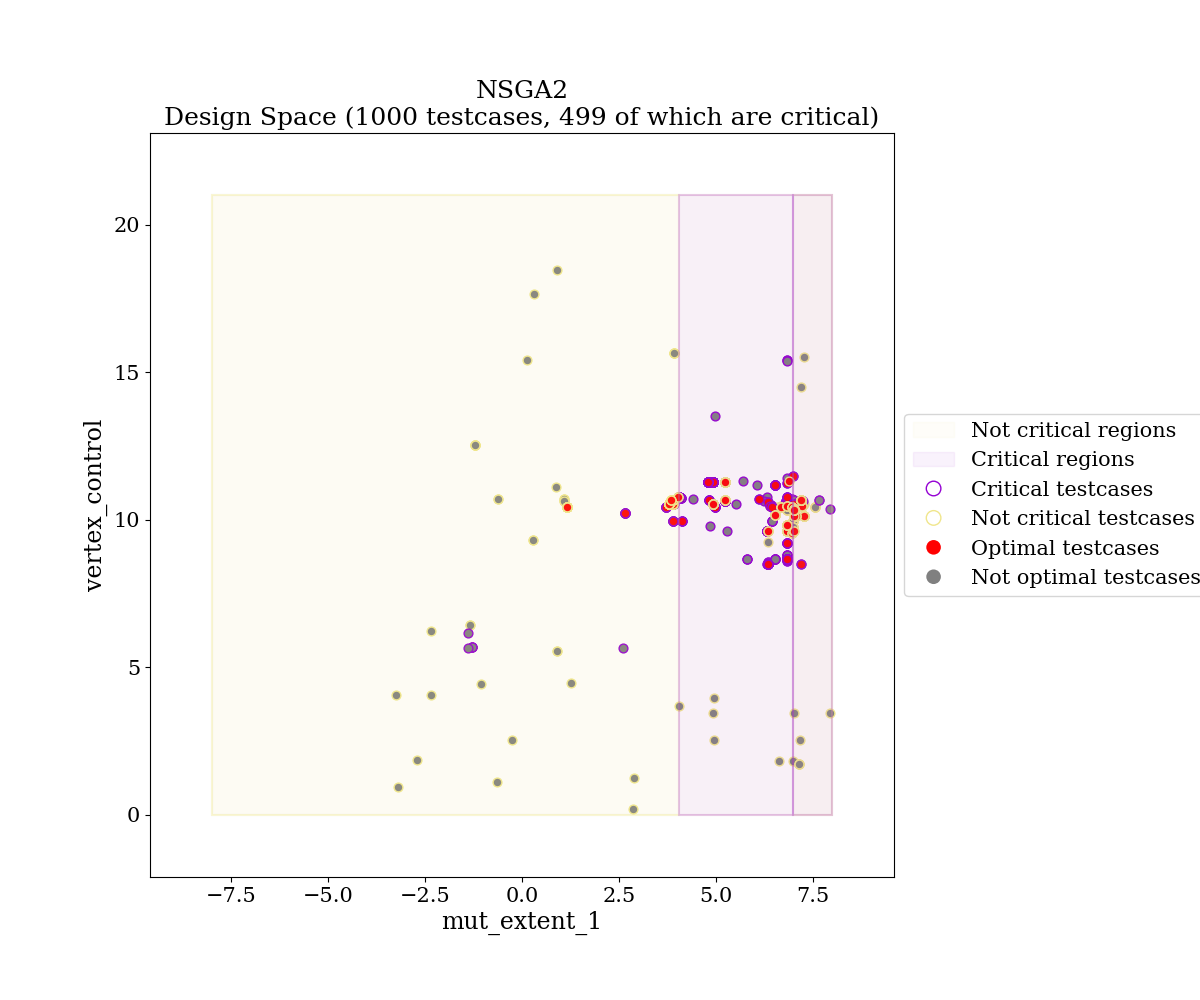 NSGA2
Design Space (1000 testcases, 499 of which are critical)
20
15
10
5
0
vertex_control
−7.5
−5.0
−2.5
0.0
2.5
5.0
7.5
mut_extent_1
Not critical regions
Critical regions
Critical testcases
Not critical testcases
Optimal testcases
Not optimal testcases